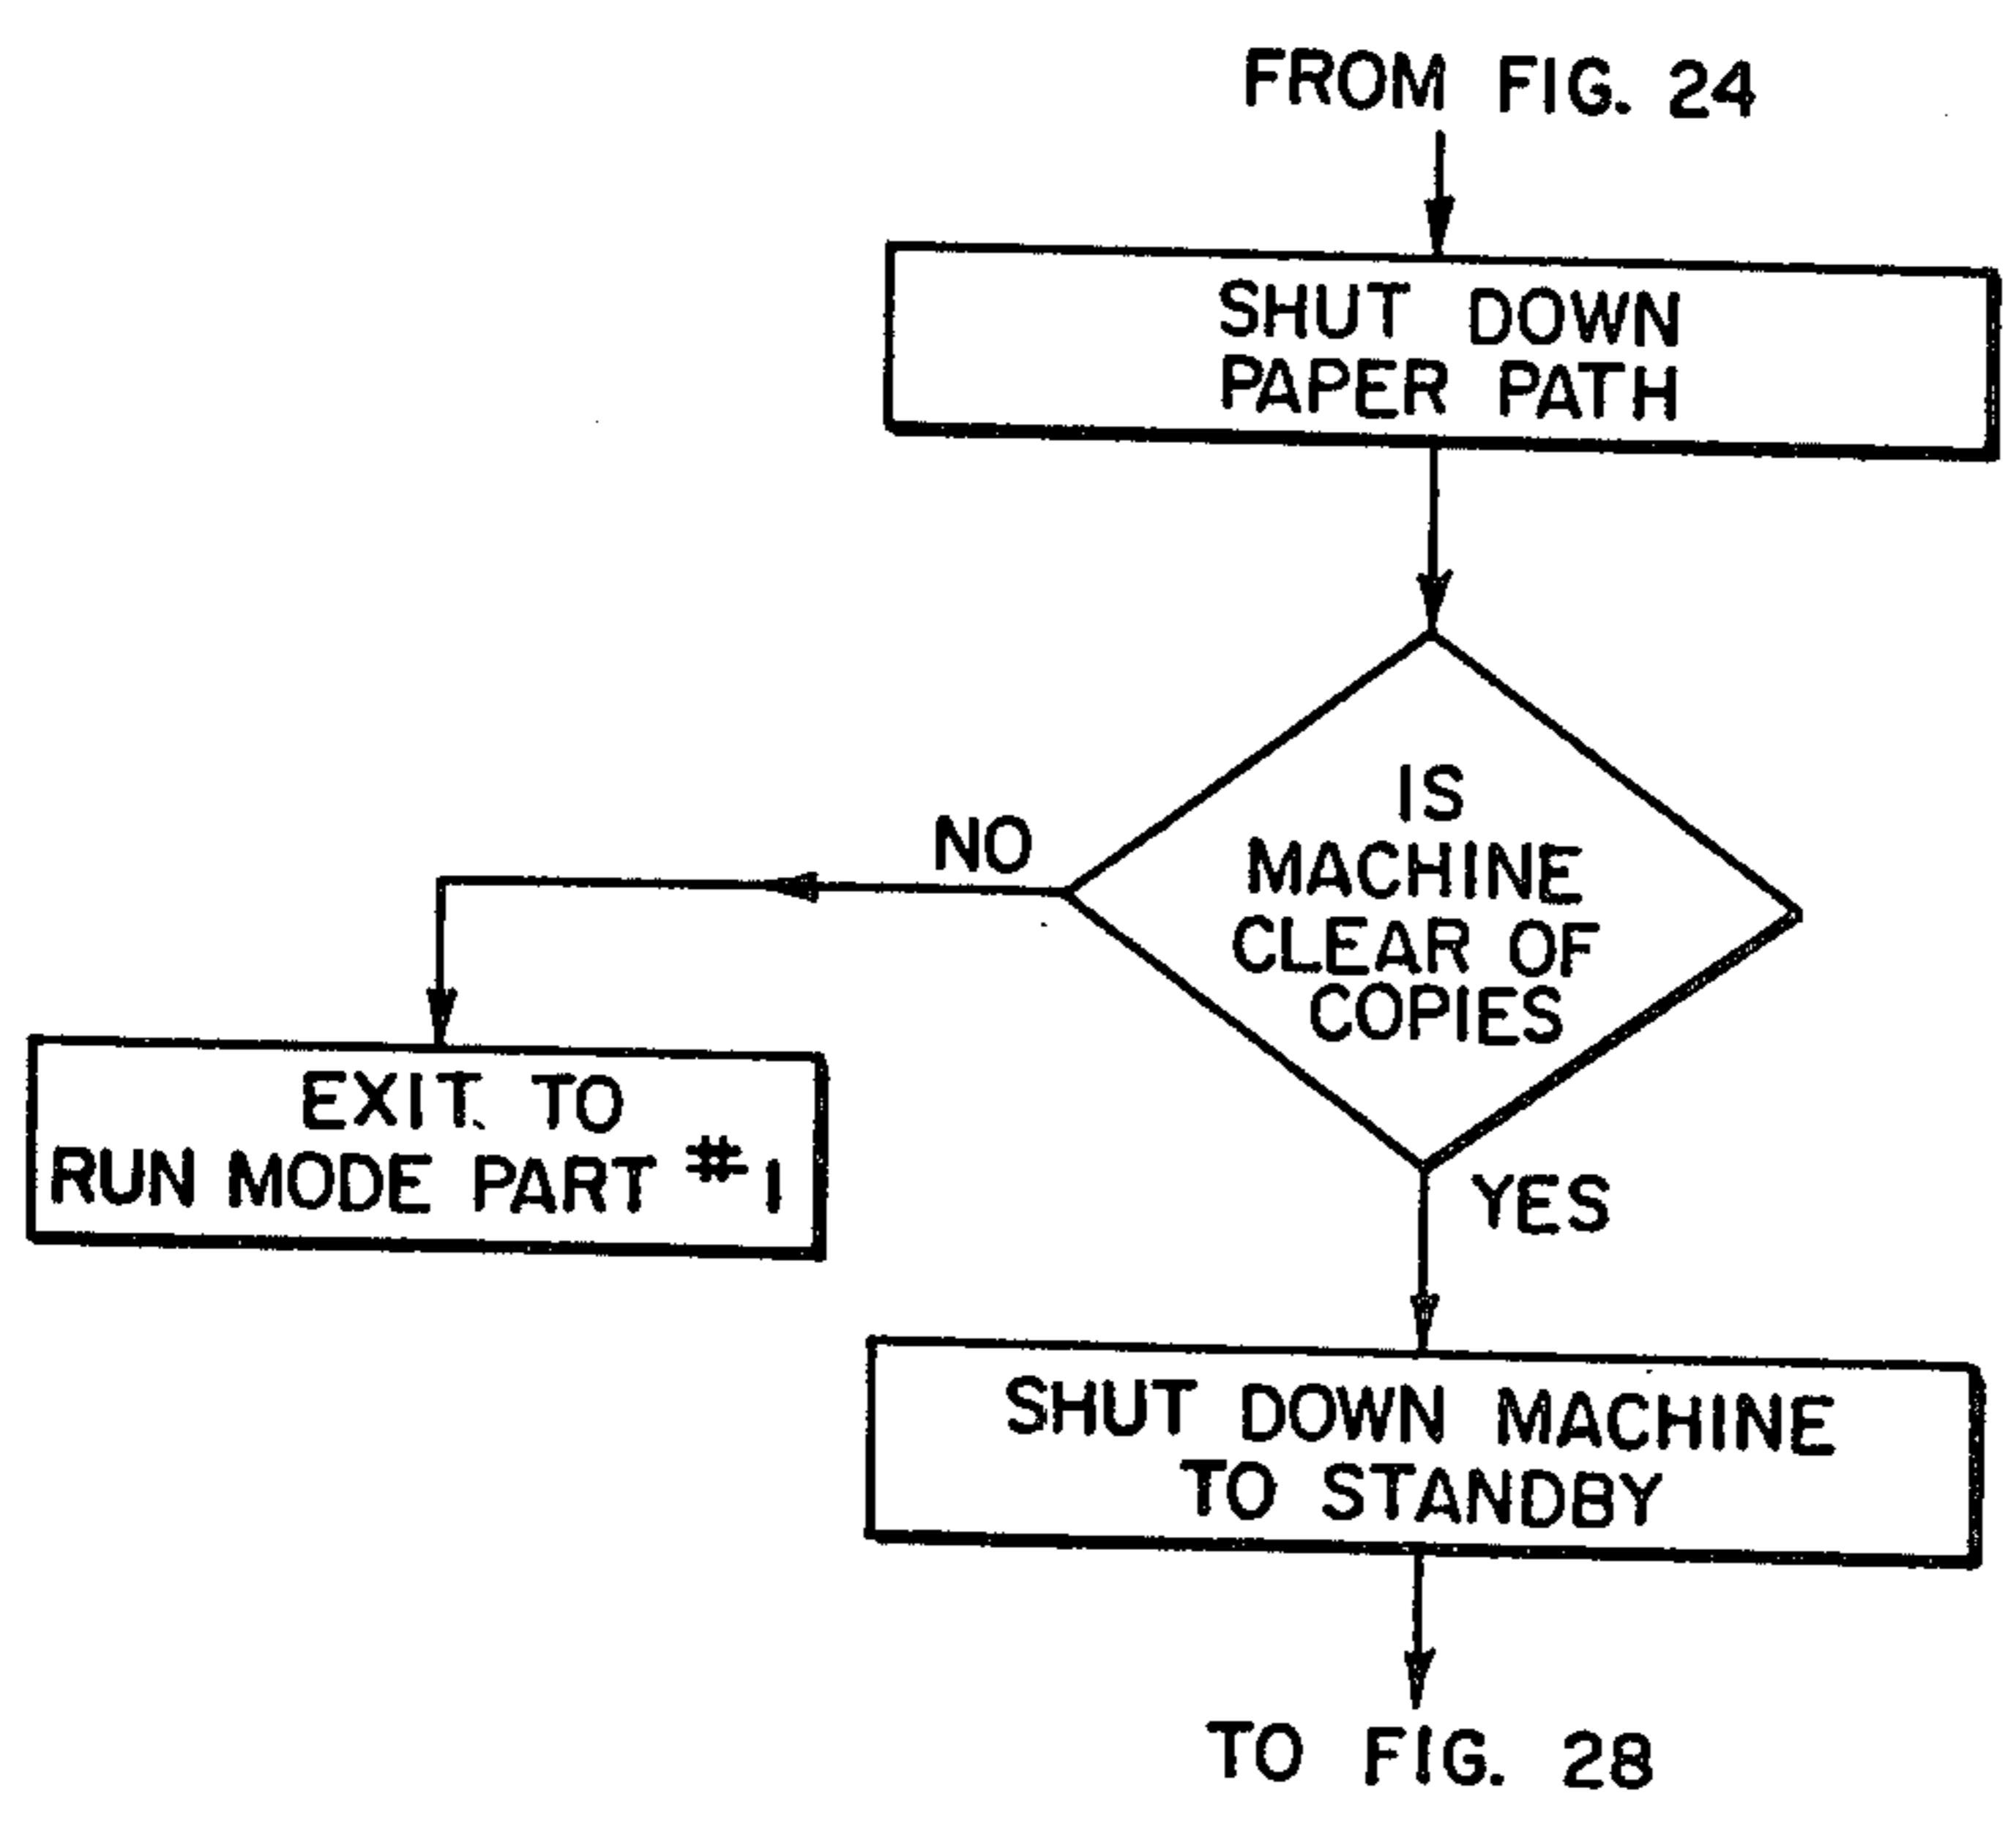 FROM FIG. 24
SHUT DOWN
PAPER PATH
IS
MACHINE
CLEAR OF
COPIES
NO
EXIT TO
RUN MODE PART #1
YES
SHUT DOWN MACHINE
TO STANDBY
TO FIG. 28